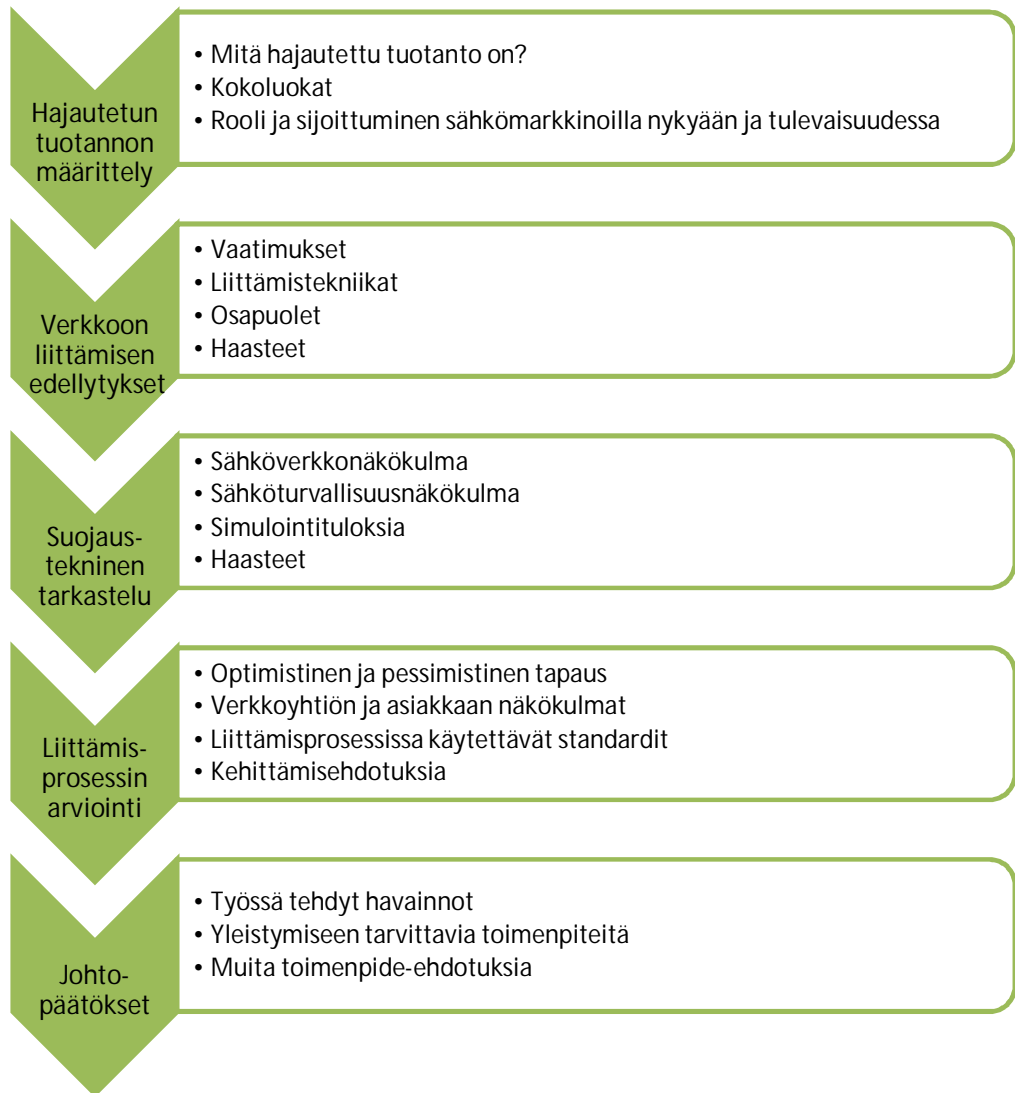 Hajautetun
tuotannon
määrittely
• Mitä hajautettu tuotanto on?
• Kokoluokat
• Rooli ja sijoittuminen sähkömarkkinoilla nykyään ja tulevaisuudessa
Verkkoon
liittämisen
edellytykset
• Vaatimukset
• Liittämistekniikat
• Osapuolet
• Haasteet
Suojaus-
tekninen
tarkastelu
• Sähköverkkonäkökulma
• Sähköturvallisuusnäkökulma
• Simulointituloksia
• Haasteet
Liittämis-
prosessin
arviointi
• Optimistinen ja pessimistinen tapaus
• Verkkoyhtiön ja asiakkaan näkökulmat
• Liittämisprosessissa käytettävät standardit
• Kehittämisehdotuksia
Johto-
päätökset
• Työssä tehdyt havainnot
• Yleistymiseen tarvittavia toimenpiteitä
• Muita toimenpide-ehdotuksia